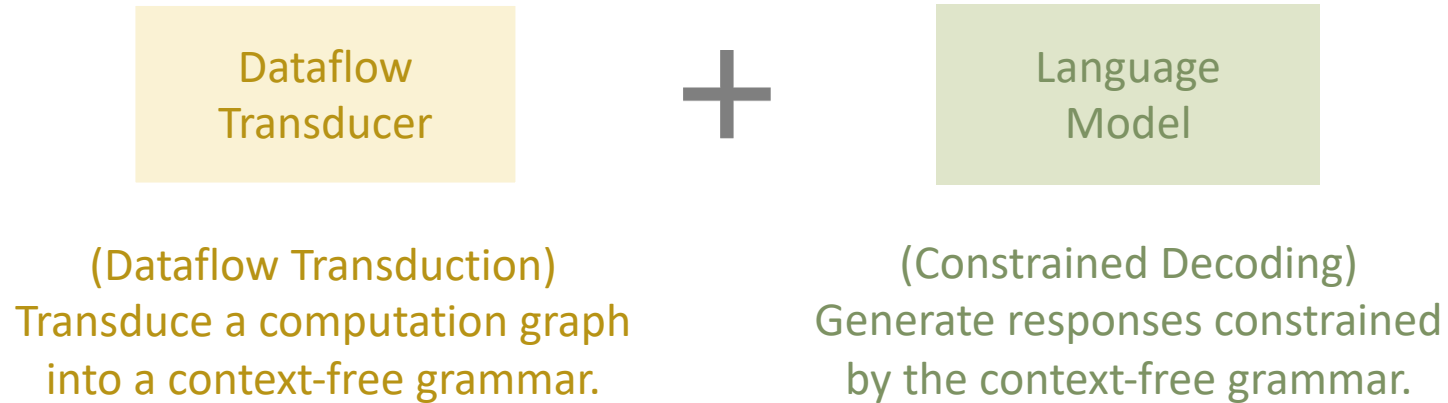 Dataflow
Transducer
+
Language
Model
(Dataflow Transduction)
Transduce a computation graph
into a context-free grammar.
(Constrained Decoding)
Generate responses constrained
by the context-free grammar.